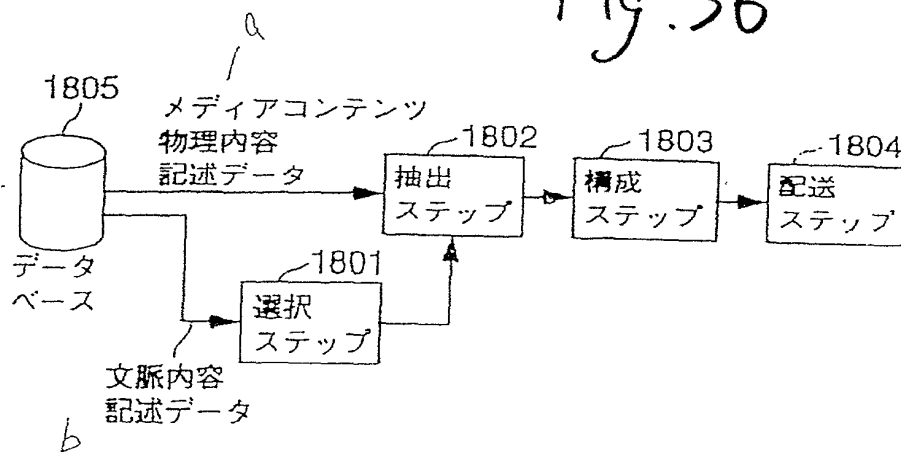 Fig. 36
a
1805
メディアコンテンツ
物理内容
記述データ
1802
抽出
ステップ
1803
構成
ステップ
1804
配送
ステップ
データ
ベース
1801
選択
ステップ
文脈内容
記述データ
b